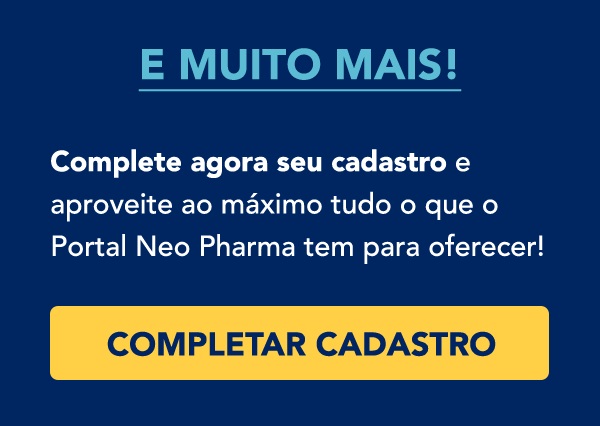 E MUITO MAIS!
Complete agora seu cadastro e
aproveite ao máximo tudo o que o
Portal Neo Pharma tem para oferecer!
COMPLETAR CADASTRO